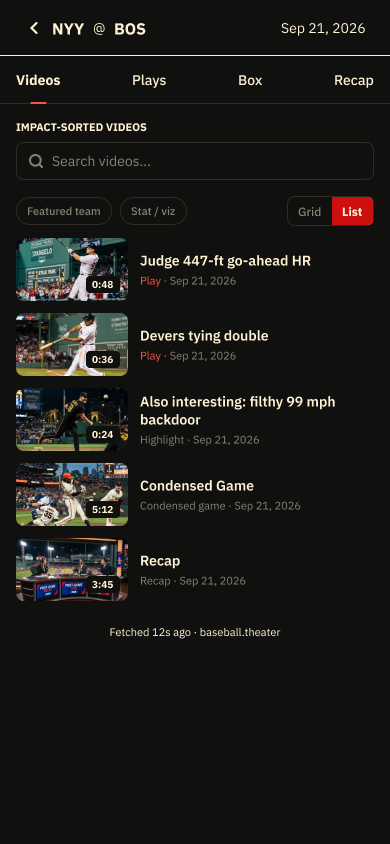 NYY @ BOS
Sep 21, 2026
Videos
Plays
Box
Recap
IMPACT-SORTED VIDEOS
Search videos...
Featured team
Stat / viz
Grid
List
0:48
Judge 447-ft go-ahead HR
Play · Sep 21, 2026
0:36
Devers tying double
Play · Sep 21, 2026
0:24
Also interesting: filthy 99 mph
backdoor
Highlight · Sep 21, 2026
5:12
Condensed Game
Condensed game · Sep 21, 2026
3:45
Recap
Recap · Sep 21, 2026
Fetched 12s ago · baseball.theater